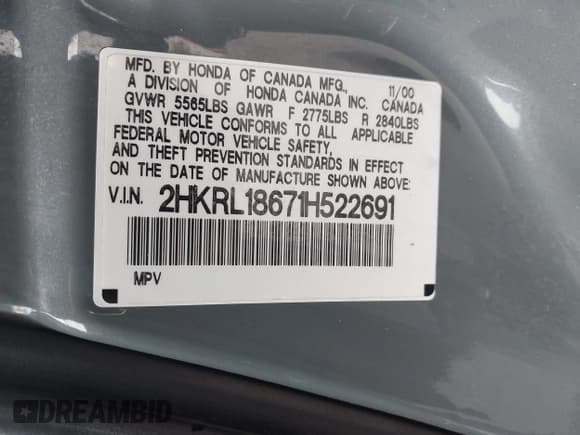 MFD. BY HONDA OF CANADA MFG., 11/00
A DIVISION OF HONDA CANADA INC. CANADA
GVWR 5565LBS GAWR F 2775LBS R 2840LBS
THIS VEHICLE CONFORMS TO ALL APPLICABLE
FEDERAL MOTOR VEHICLE SAFETY,
AND THEFT PREVENTION STANDARDS IN EFFECT
ON THE DATE OF MANUFACTURE SHOWN ABOVE.
V.I.N. 2HKRL18671H522691
MPV
DREAMBID